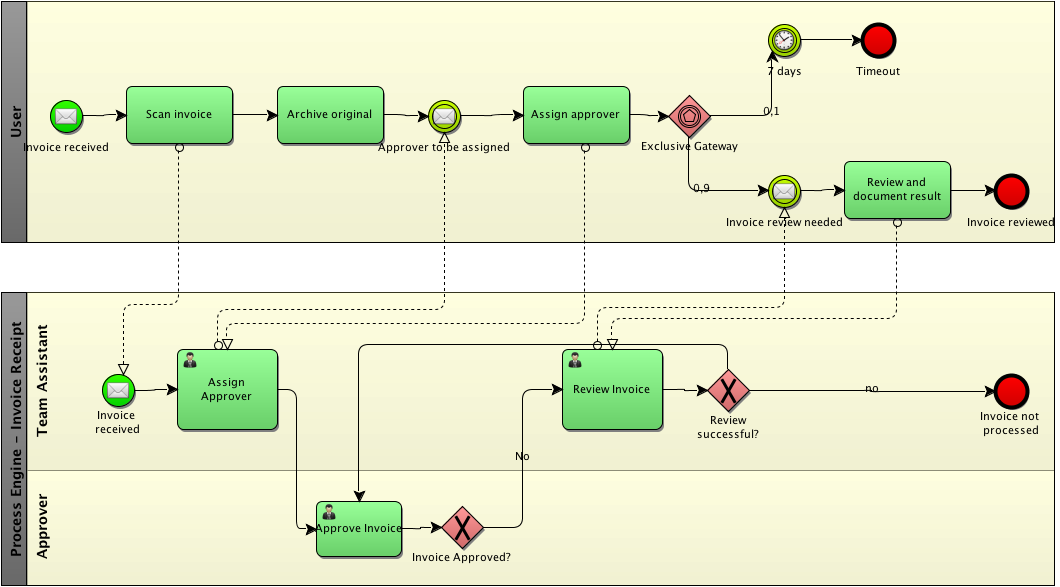 User
7 days
Timeout
0,1
Scan invoice
Archive original
Assign approver
Invoice received
Approver to be assigned
Exclusive Gateway
0,9
Review and
document result
Invoice review needed
Invoice reviewed
Process Engine – Invoice Receipt
Team Assistant
Assign
Approver
Review Invoice
no
Invoice
received
Review
successful?
Invoice not
processed
No
Approver
Approve Invoice
Invoice Approved?